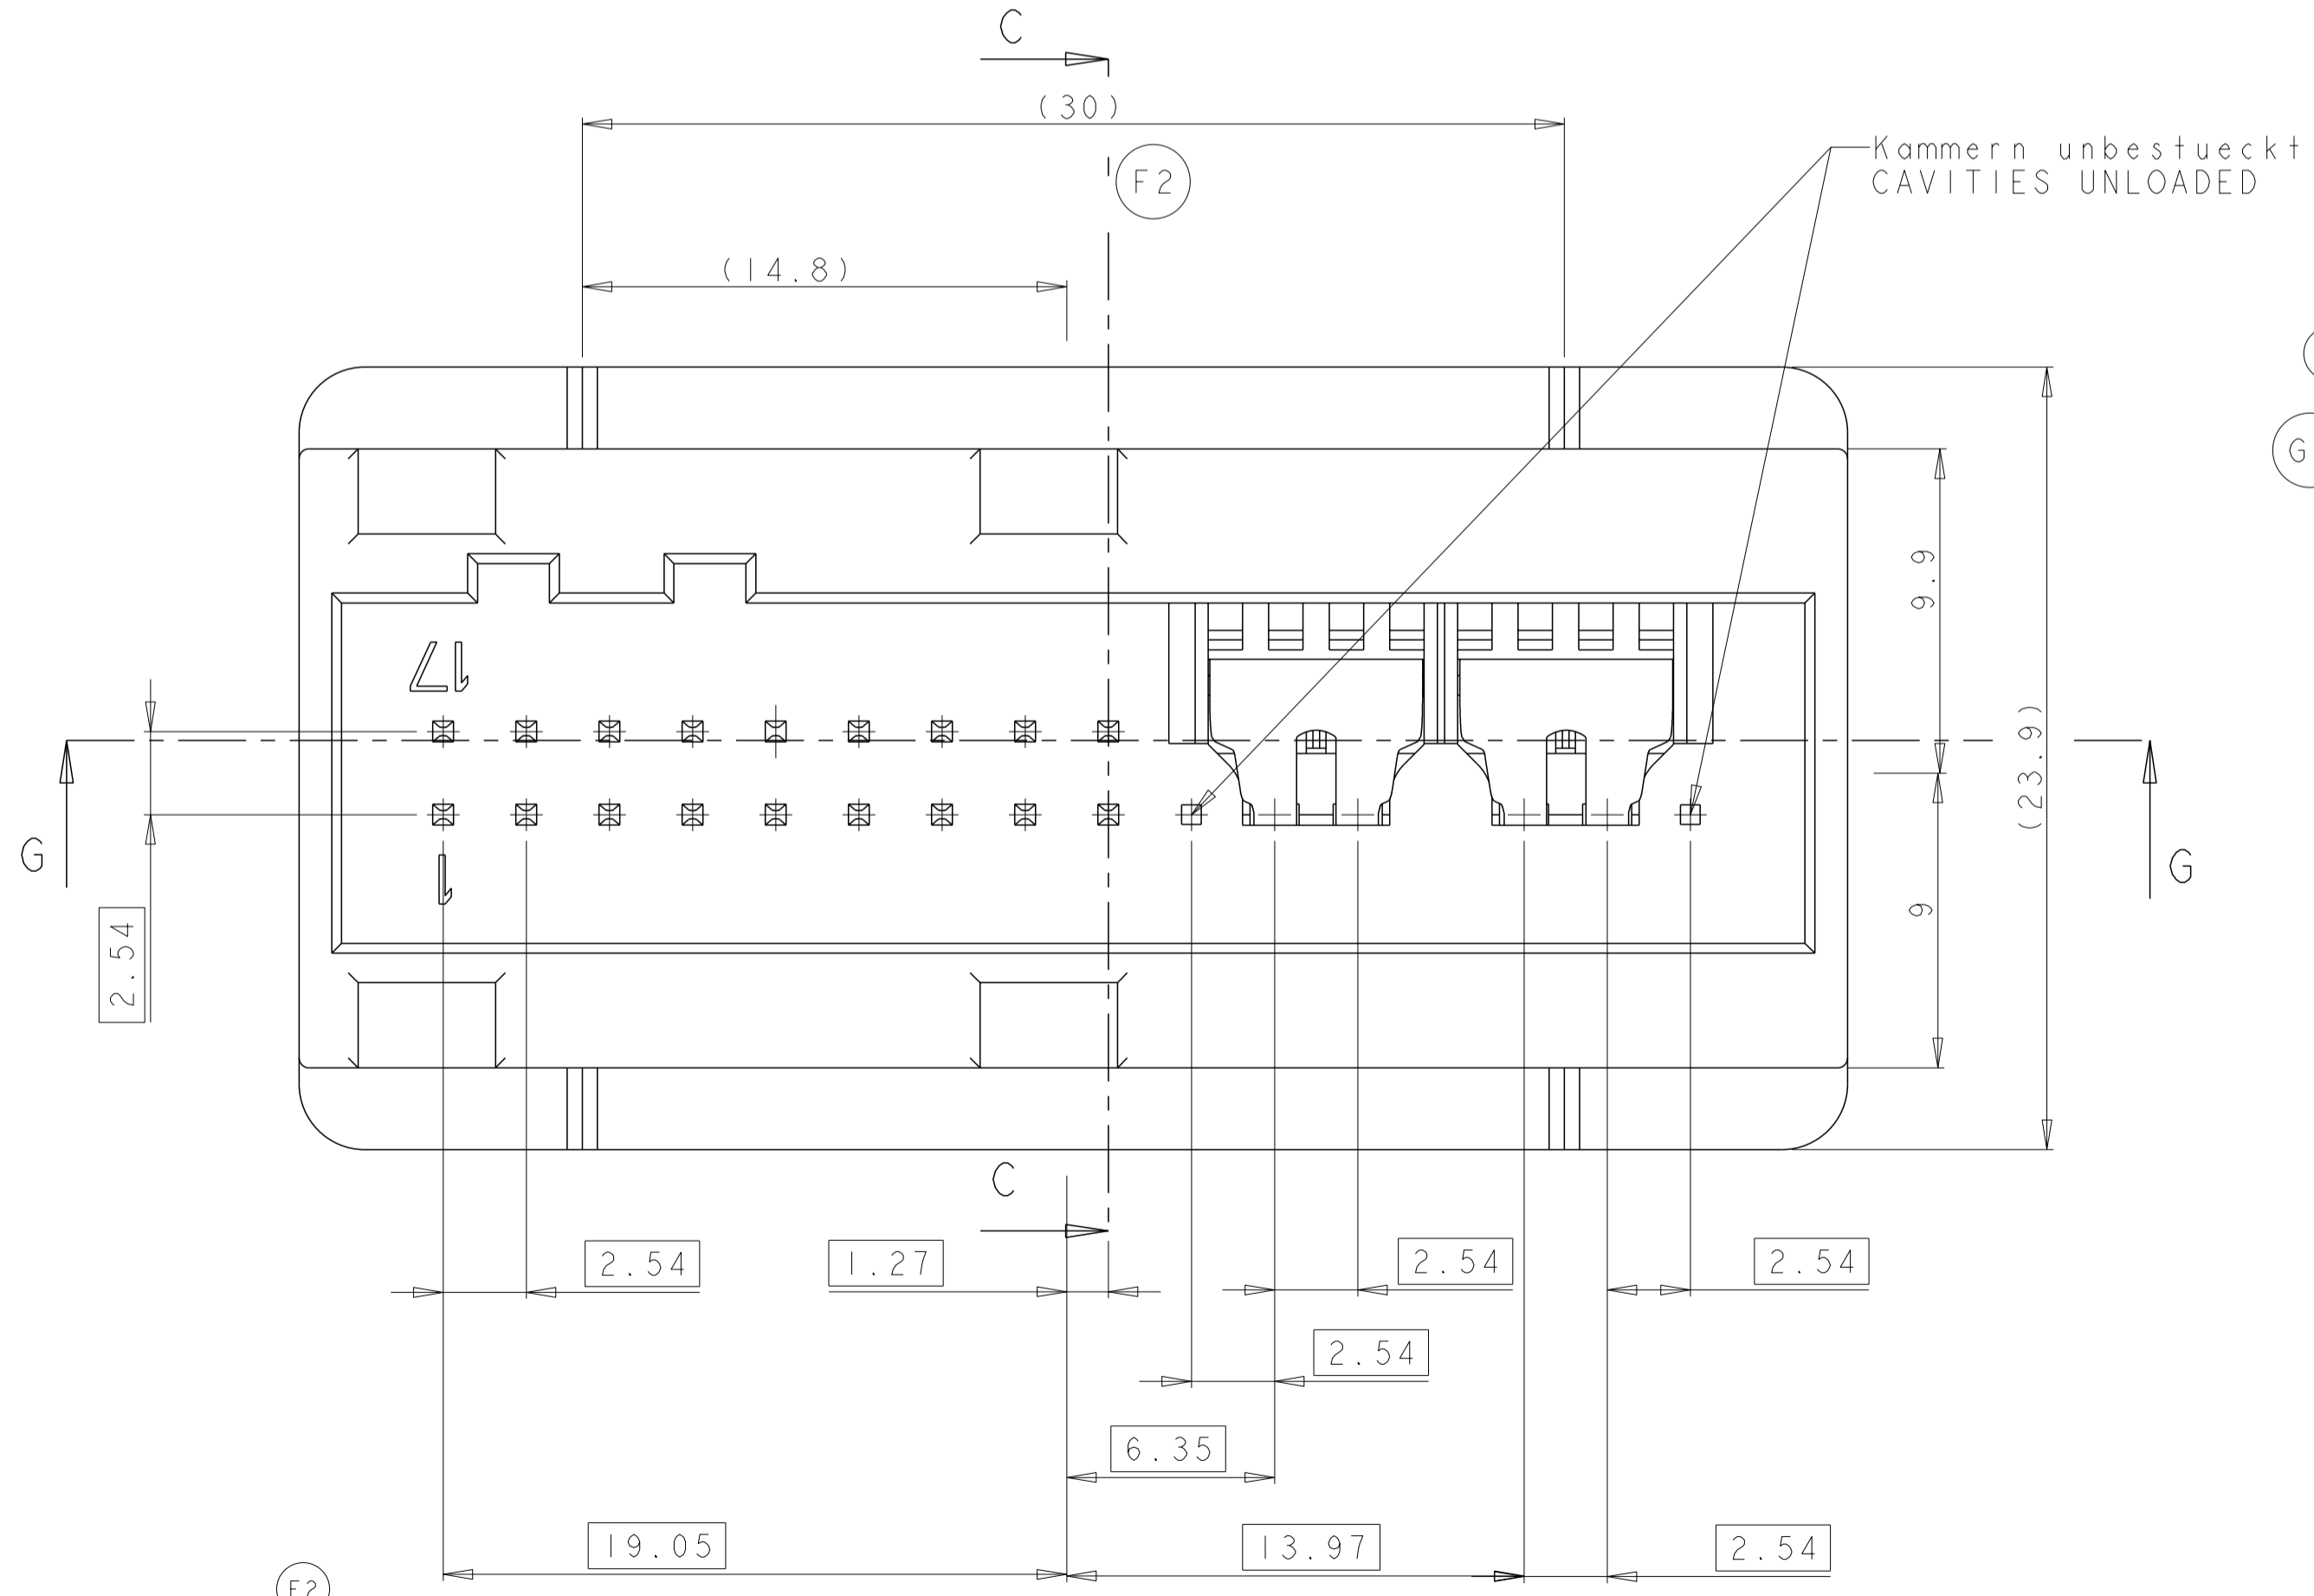 C
(30)
F2
Kammern unbestueckt
CAVITIES UNLOADED
(14.8)
G
9.9
17
(23.9)
G
G
9
1
2.54
C
2.54
1.27
2.54
2.54
2.54
6.35
19.05
13.97
2.54